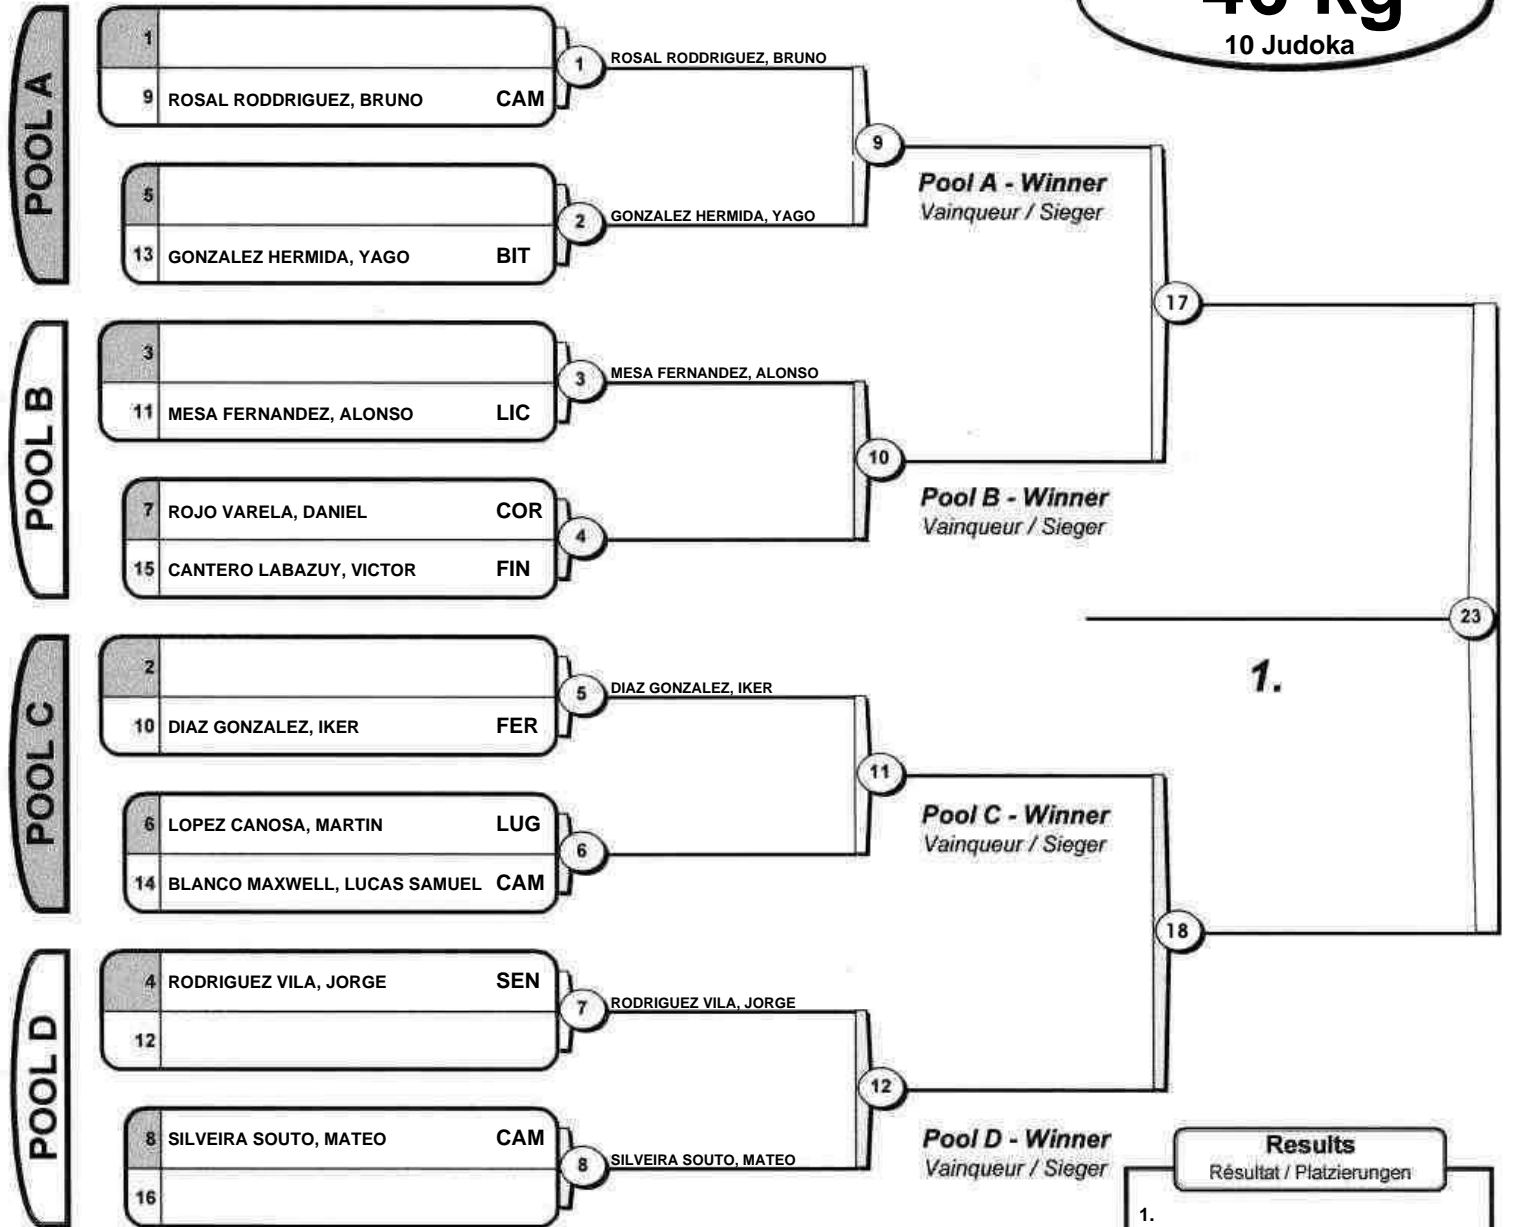 10 Judoka
POOL A
1
9 ROSAL RODDRIGUEZ, BRUNO CAM
1 ROSAL RODDRIGUEZ, BRUNO
5
13 GONZALEZ HERMIDA, YAGO BIT
2 GONZALEZ HERMIDA, YAGO
9
Pool A - Winner
Vainqueur / Sieger
17
POOL B
3
11 MESA FERNANDEZ, ALONSO LIC
3 MESA FERNANDEZ, ALONSO
7 ROJO VARELA, DANIEL COR
15 CANTERO LABAZUY, VICTOR FIN
4
10
Pool B - Winner
Vainqueur / Sieger
23
1.
POOL C
2
10 DIAZ GONZALEZ, IKER FER
5 DIAZ GONZALEZ, IKER
6 LOPEZ CANOSA, MARTIN LUG
14 BLANCO MAXWELL, LUCAS SAMUEL CAM
6
11
Pool C - Winner
Vainqueur / Sieger
18
POOL D
4 RODRIGUEZ VILA, JORGE SEN
12
7 RODRIGUEZ VILA, JORGE
8 SILVEIRA SOUTO, MATEO CAM
16
8 SILVEIRA SOUTO, MATEO
12
Pool D - Winner
Vainqueur / Sieger
Results
Résultat / Platzierungen
1.